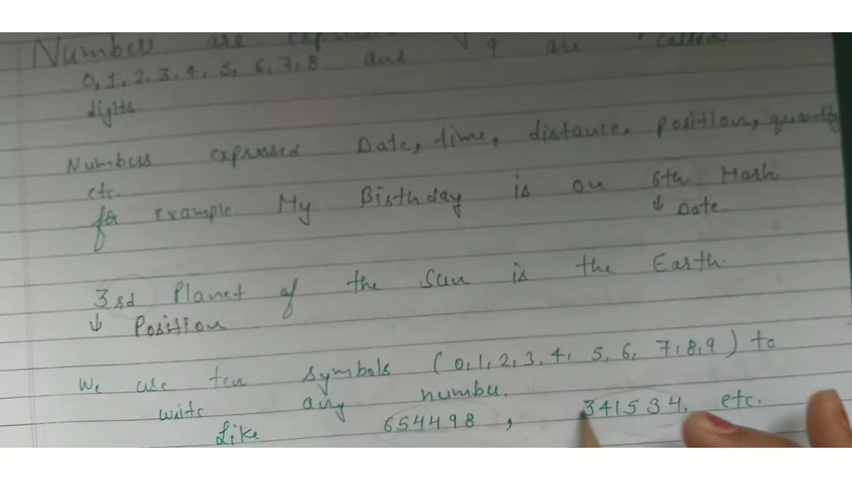 Numbers are expressed 9 are called
0, 1, 2, 3, 4, 5, 6, 7, 8 and
digits
Numbers expressed Date, time, distance, position, quantity
etc.
for example My Birthday is on 6th Marh
↓ Date
3rd Planet of the Sun is the Earth.
↓ Position
We use ten symbols (0, 1, 2, 3, 4, 5, 6, 7, 8, 9) to
write any number.
Like 654498, 341534. etc.